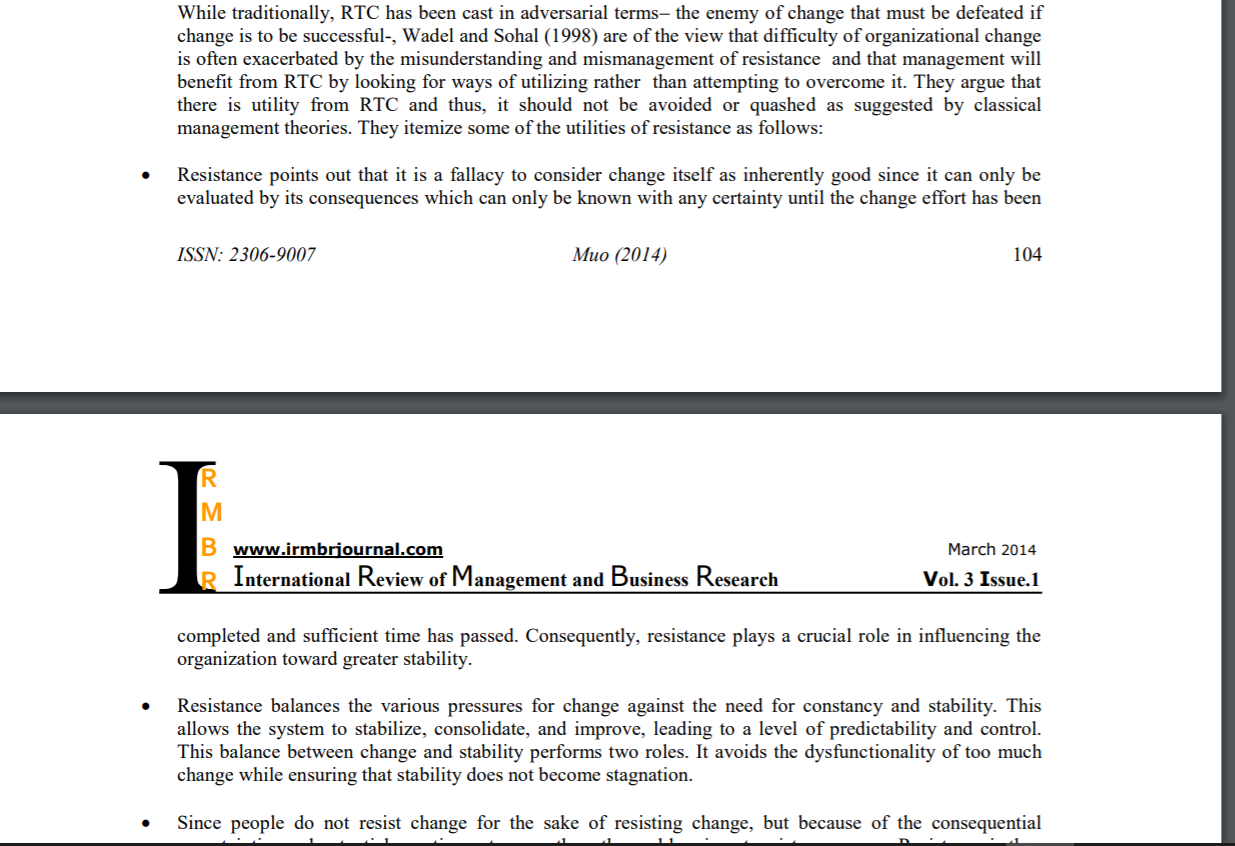 While traditionally, RTC has been cast in adversarial terms– the enemy of change that must be defeated if
change is to be successful-, Wadel and Sohal (1998) are of the view that difficulty of organizational change
is often exacerbated by the misunderstanding and mismanagement of resistance and that management will
benefit from RTC by looking for ways of utilizing rather than attempting to overcome it. They argue that
there is utility from RTC and thus, it should not be avoided or quashed as suggested by classical
management theories. They itemize some of the utilities of resistance as follows:
• Resistance points out that it is a fallacy to consider change itself as inherently good since it can only be
evaluated by its consequences which can only be known with any certainty until the change effort has been
ISSN: 2306-9007 Muo (2014) 104
I
R
M
B
R
www.irmbrjournal.com March 2014
International Review of Management and Business Research Vol. 3 Issue.1
completed and sufficient time has passed. Consequently, resistance plays a crucial role in influencing the
organization toward greater stability.
• Resistance balances the various pressures for change against the need for constancy and stability. This
allows the system to stabilize, consolidate, and improve, leading to a level of predictability and control.
This balance between change and stability performs two roles. It avoids the dysfunctionality of too much
change while ensuring that stability does not become stagnation.
• Since people do not resist change for the sake of resisting change, but because of the consequential